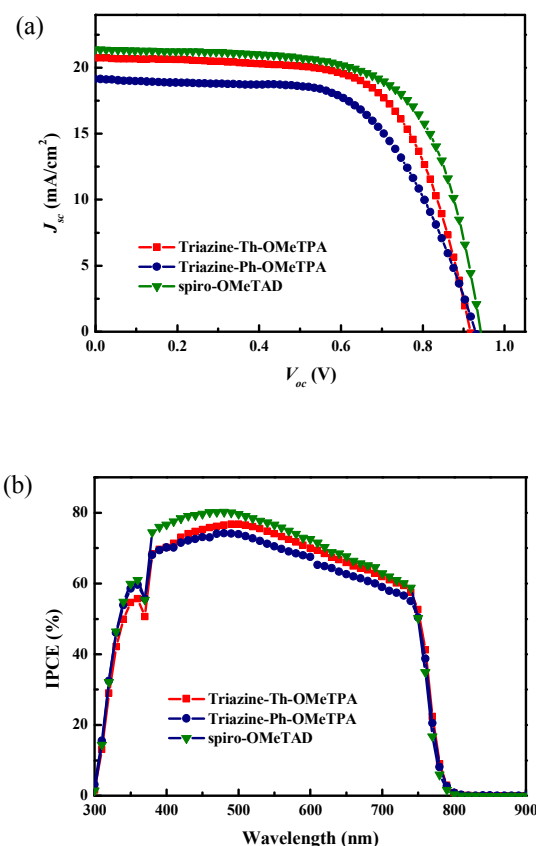 (a)
20
15
10
5
0
J_sc (mA/cm²)
Triazine-Th-OMeTPA
Triazine-Ph-OMeTPA
spiro-OMeTAD
0.0 0.2 0.4 0.6 0.8 1.0
V_oc (V)
(b)
80
60
40
20
0
IPCE (%)
Triazine-Th-OMeTPA
Triazine-Ph-OMeTPA
spiro-OMeTAD
300 400 500 600 700 800 900
Wavelength (nm)